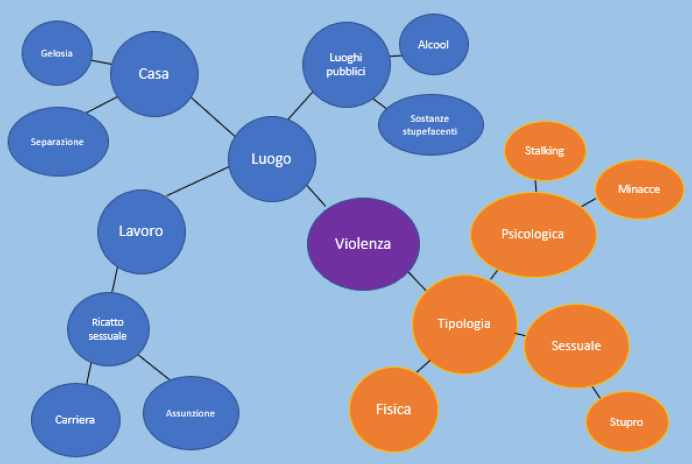 Gelosia
Casa
Separazione
Luoghi
pubblici
Alcool
Sostanze
stupefacenti
Luogo
Lavoro
Ricatto
sessuale
Carriera
Assunzione
Violenza
Stalking
Minacce
Psicologica
Tipologia
Sessuale
Fisica
Stupro